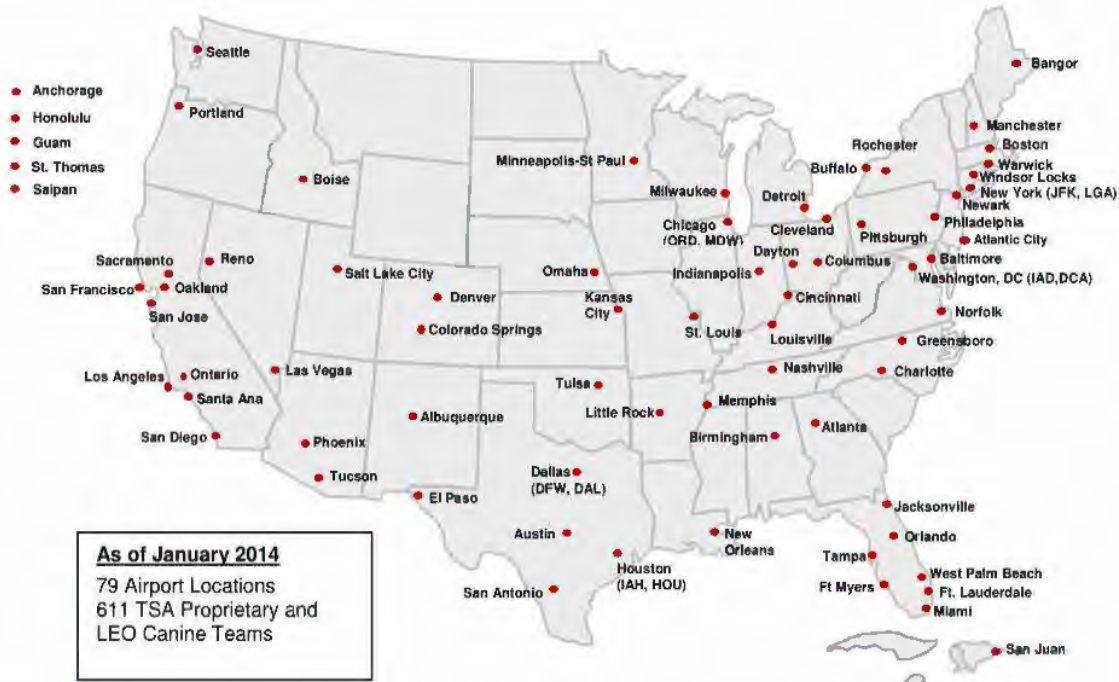 Seattle
Bangor
Anchorage
Portland
Honolulu
Manchester
Guam
Rochester
Boston
St. Thomas
Minneapolis-St Paul
Buffalo
Warwick
Windsor Locks
Saipan
Boise
Milwaukee
Detroit
New York (JFK, LGA)
Newark
Chicago
(ORD, MDW)
Cleveland
Pittsburgh
Philadelphia
Atlantic City
Sacramento
Reno
Salt Lake City
Omaha
Indianapolis
Dayton
Columbus
Baltimore
Washington, DC (IAD,DCA)
San Francisco
Oakland
Denver
Kansas
City
Cincinnati
San Jose
Colorado Springs
St. Louis
Louisville
Norfolk
Greensboro
Los Angeles
Ontario
Las Vegas
Nashville
Charlotte
Santa Ana
Tulsa
Memphis
Albuquerque
Little Rock
San Diego
Phoenix
Birmingham
Atlanta
Tucson
Dallas
(DFW, DAL)
El Paso
Jacksonville
Austin
New
Orleans
Orlando
Tampa
Houston
(IAH, HOU)
West Palm Beach
San Antonio
Ft Myers
Ft. Lauderdale
Miami
San Juan
As of January 2014
79 Airport Locations
611 TSA Proprietary and
LEO Canine Teams